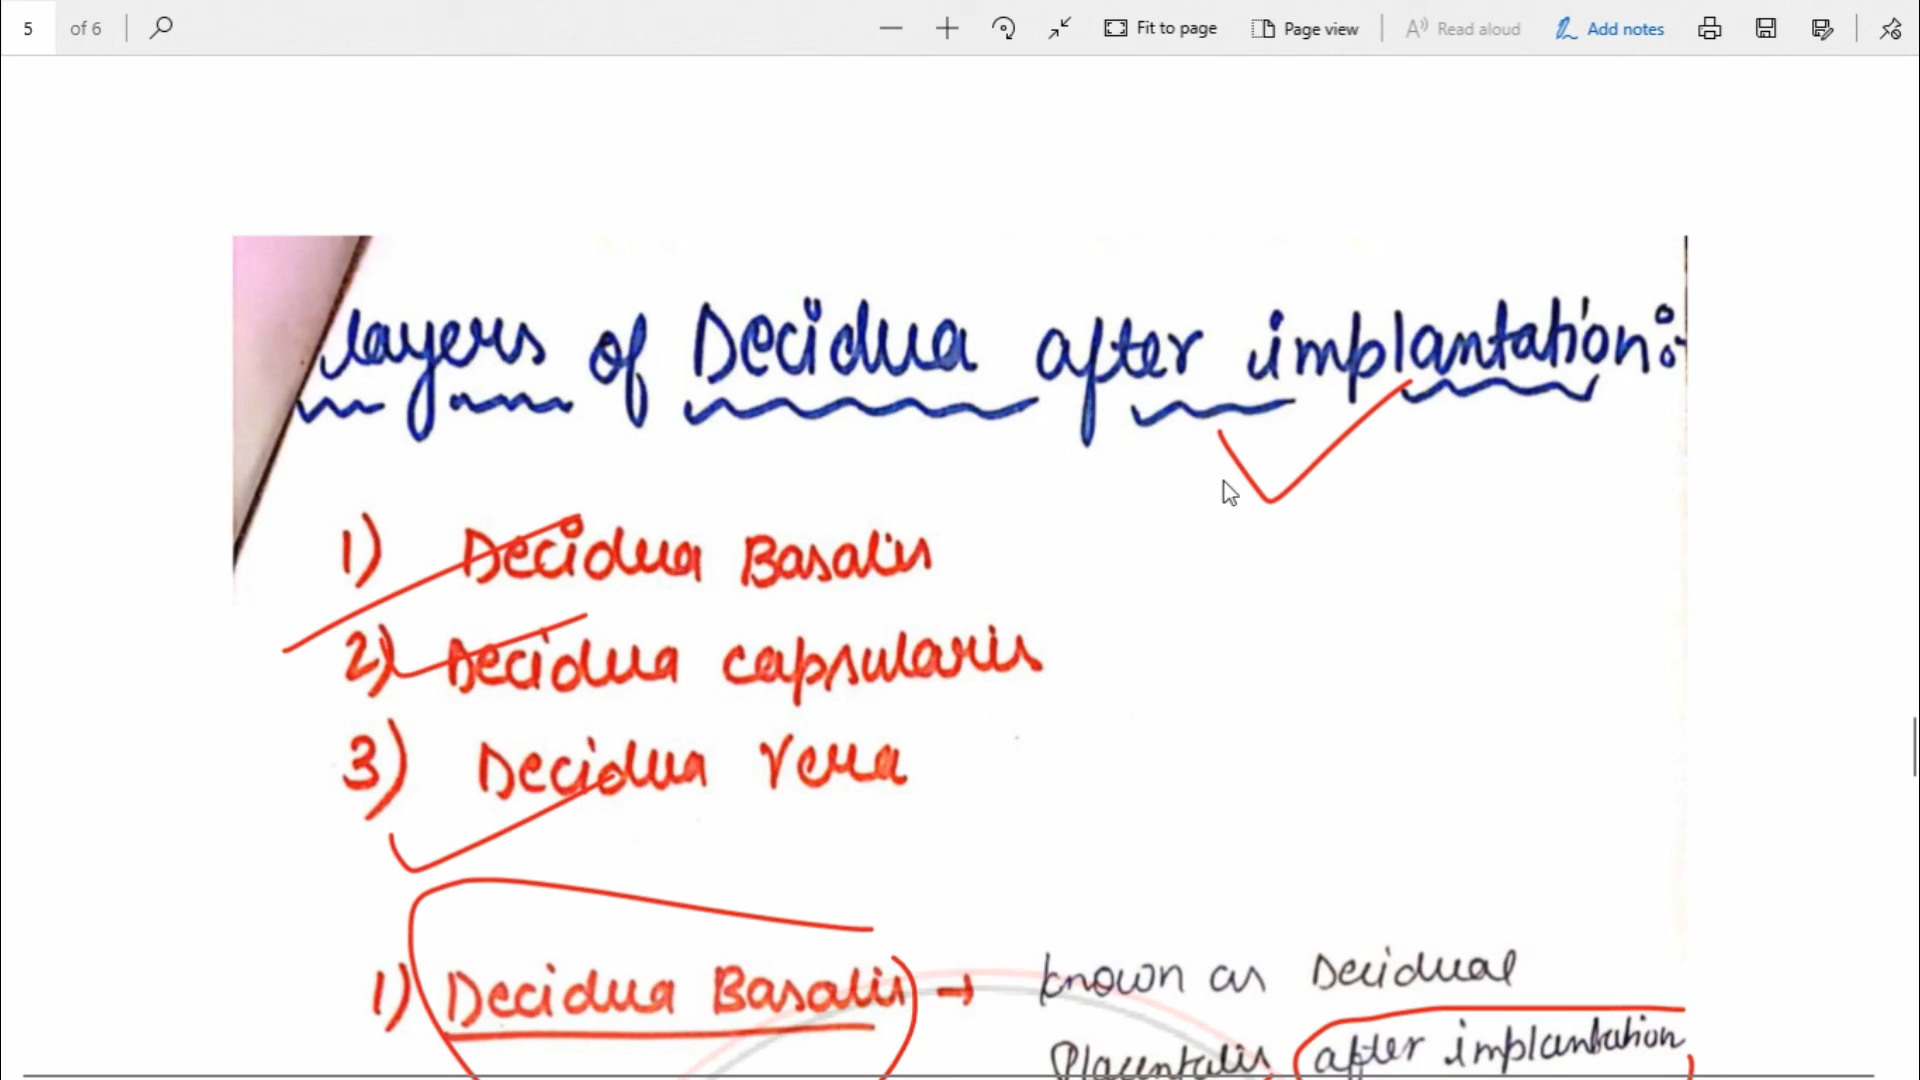 5 of 6 Fit to page Page view Read aloud Add notes
layers of Decidua after implantation:-
1) Decidua Basalis
2) Decidua capsularis
3) Decidua Vera
1) Decidua Basalis → known as Decidual
Placentalis after implantation